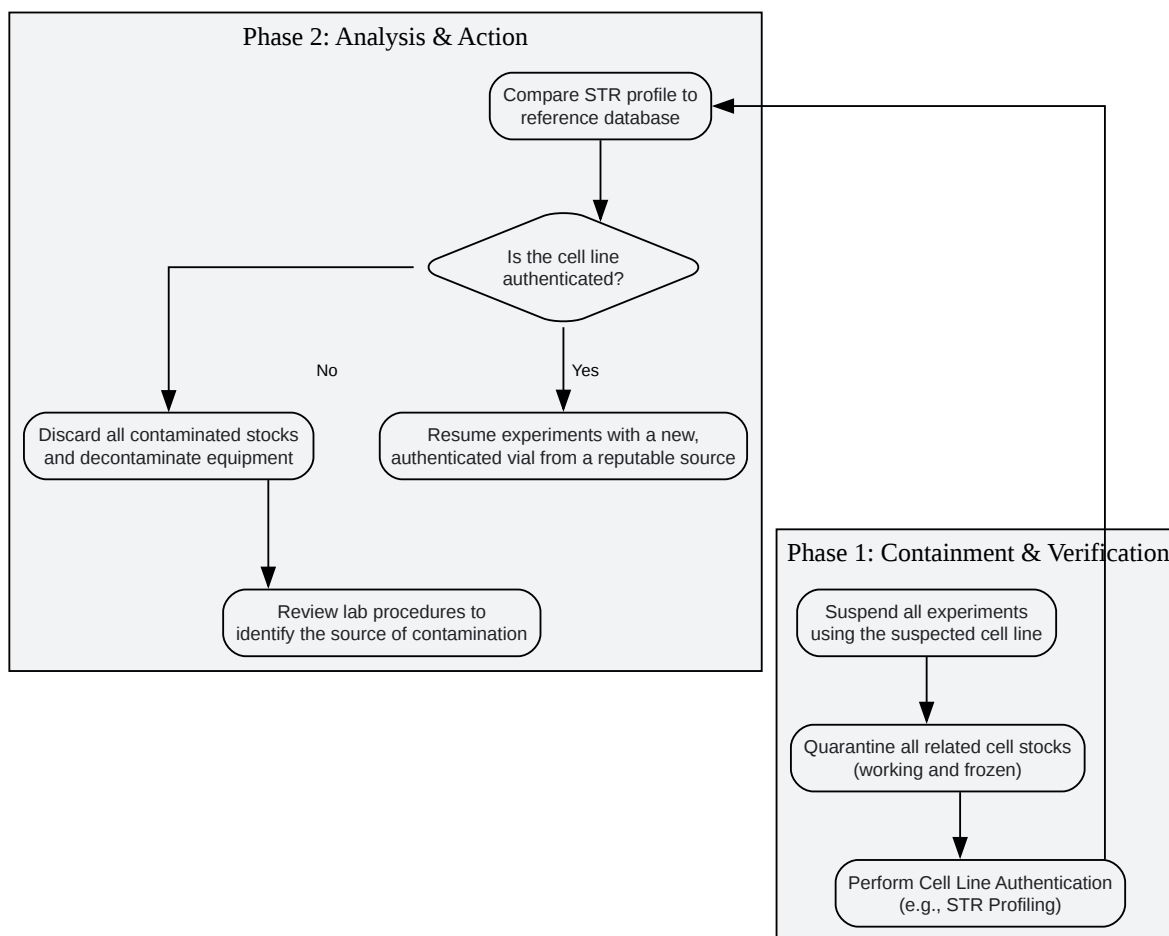 Phase 2: Analysis & Action
Compare STR profile to
reference database
Is the cell line
authenticated?
No
Yes
Discard all contaminated stocks
and decontaminate equipment
Resume experiments with a new,
authenticated vial from a reputable source
Review lab procedures to
identify the source of contamination
Phase 1: Containment & Verification
Suspend all experiments
using the suspected cell line
Quarantine all related cell stocks
(working and frozen)
Perform Cell Line Authentication
(e.g., STR Profiling)